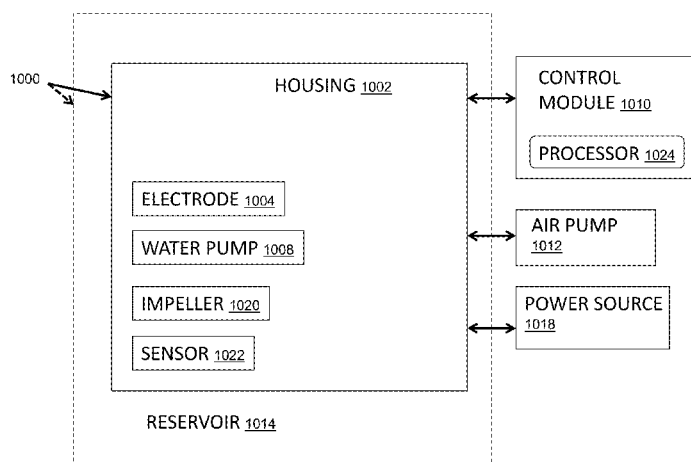 1000
HOUSING 1002
CONTROL
MODULE 1010
PROCESSOR 1024
ELECTRODE 1004
WATER PUMP 1008
AIR PUMP
1012
IMPELLER 1020
POWER SOURCE
1018
SENSOR 1022
RESERVOIR 1014